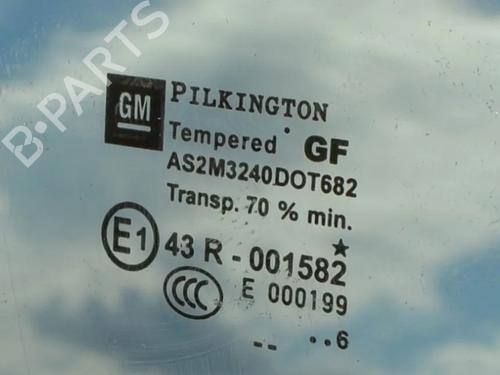 B-PARTS
GM PILKINGTON
Tempered GF
AS2M3240DOT682
Transp. 70 % min.
E1 43 R - 001582
CCC E 000199
-- ..6